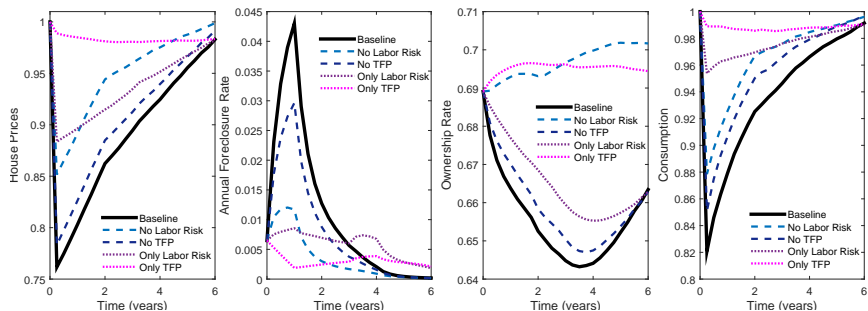 House Prices
1
0.95
0.9
0.85
0.8
0.75
0
2
4
6
Time (years)
Baseline
No Labor Risk
No TFP
Only Labor Risk
Only TFP
Annual Foreclosure Rate
0.045
0.04
0.035
0.03
0.025
0.02
0.015
0.01
0.005
0
0
2
4
6
Time (years)
Baseline
No Labor Risk
No TFP
Only Labor Risk
Only TFP
Ownership Rate
0.71
0.7
0.69
0.68
0.67
0.66
0.65
0.64
0
2
4
6
Time (years)
Baseline
No Labor Risk
No TFP
Only Labor Risk
Only TFP
Consumption
1
0.98
0.96
0.94
0.92
0.9
0.88
0.86
0.84
0.82
0.8
0
2
4
6
Time (years)
Baseline
No Labor Risk
No TFP
Only Labor Risk
Only TFP